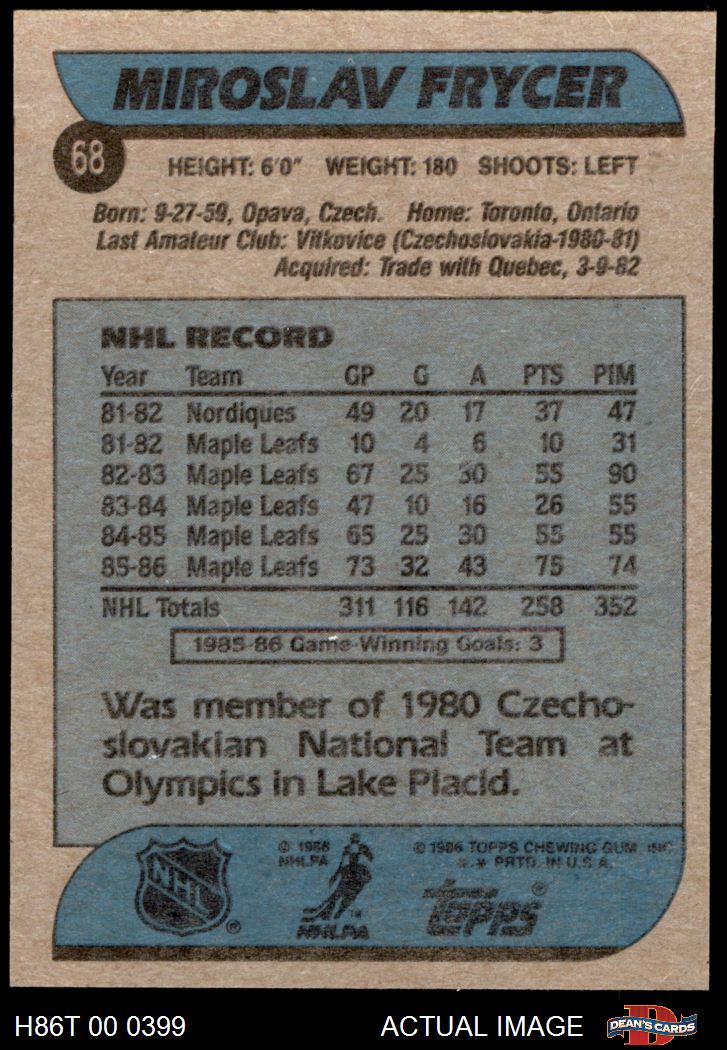 MIROSLAV FRYCER
68
HEIGHT: 6'0" WEIGHT: 180 SHOOTS: LEFT
Born: 9-27-59, Opava, Czech. Home: Toronto, Ontario
Last Amateur Club: Vitkovice (Czechoslovakia-1980-81)
Acquired: Trade with Quebec, 3-9-82
NHL RECORD
Year Team GP G A PTS PIM
81-82 Nordiques 49 20 17 37 47
81-82 Maple Leafs 10 4 6 10 31
82-83 Maple Leafs 67 25 30 55 90
83-84 Maple Leafs 47 10 16 26 55
84-85 Maple Leafs 65 25 30 55 55
85-86 Maple Leafs 73 32 43 75 74
NHL Totals 311 116 142 258 352
1985-86 Game-Winning Goals: 3
Was member of 1980 Czecho-
slovakian National Team at
Olympics in Lake Placid.
NHL ®
© 1986
NHLPA
™
NHLPA
© 1986 TOPPS CHEWING GUM, INC.
* * PRTD. IN U.S.A.
TOPPS ®
H86T 00 0399
ACTUAL IMAGE
D
DEAN'S CARDS